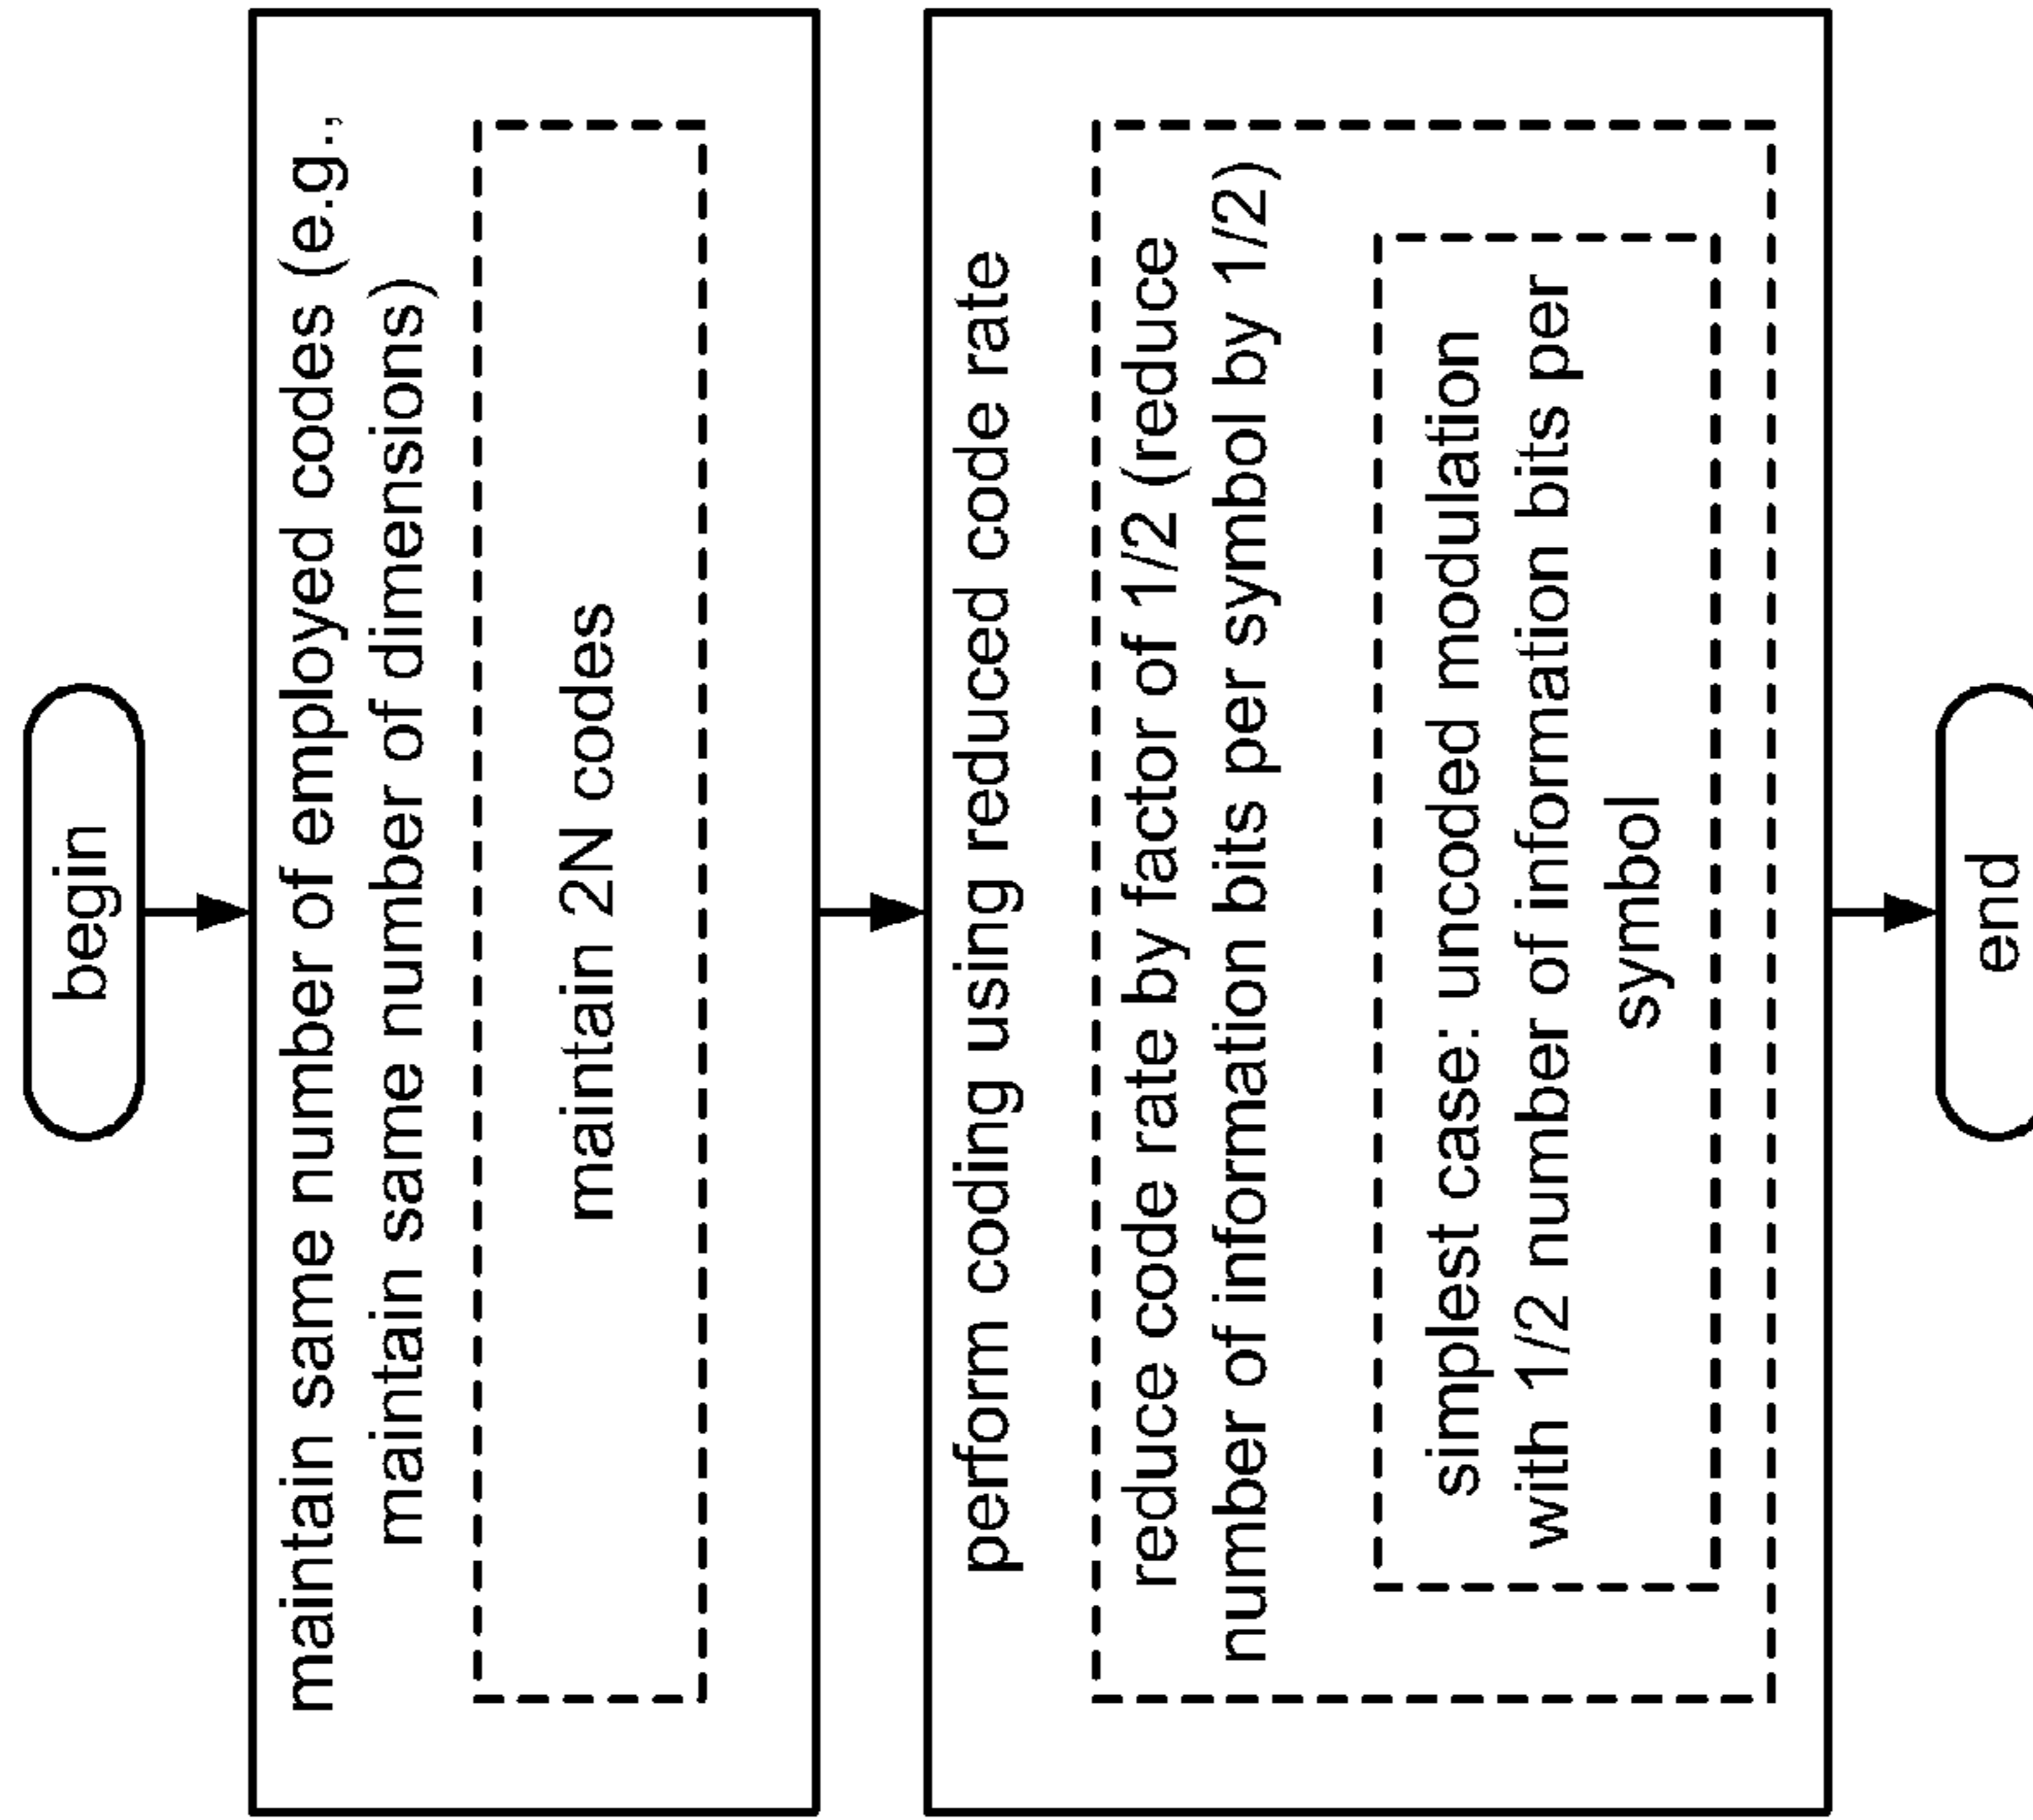 begin
maintain same number of employed codes (e.g.,
maintain same number of dimensions)
maintain 2N codes
perform coding using reduced code rate
reduce code rate by factor of 1/2 (reduce
number of information bits per symbol by 1/2)
simplest case: uncoded modulation
with 1/2 number of information bits per
symbol
end